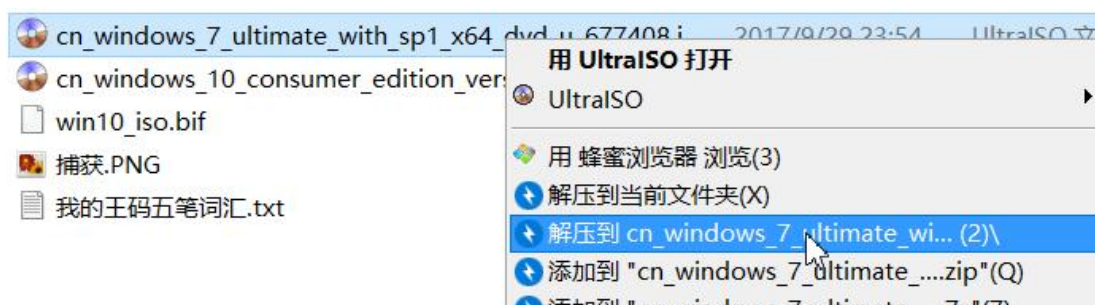 cn_windows_7_ultimate_with_sp1_x64_dvd_u_677408.i 2017/9/29 23:54 UltraISO 文
用 UltraISO 打开
cn_windows_10_consumer_edition_ver
UltraISO
win10_iso.bif
用 蜂蜜浏览器 浏览(3)
捕获.PNG
解压到当前文件夹(X)
我的王码五笔词汇.txt
解压到 cn_windows_7_ultimate_wi... (2)\
添加到 "cn_windows_7_ultimate_....zip"(Q)